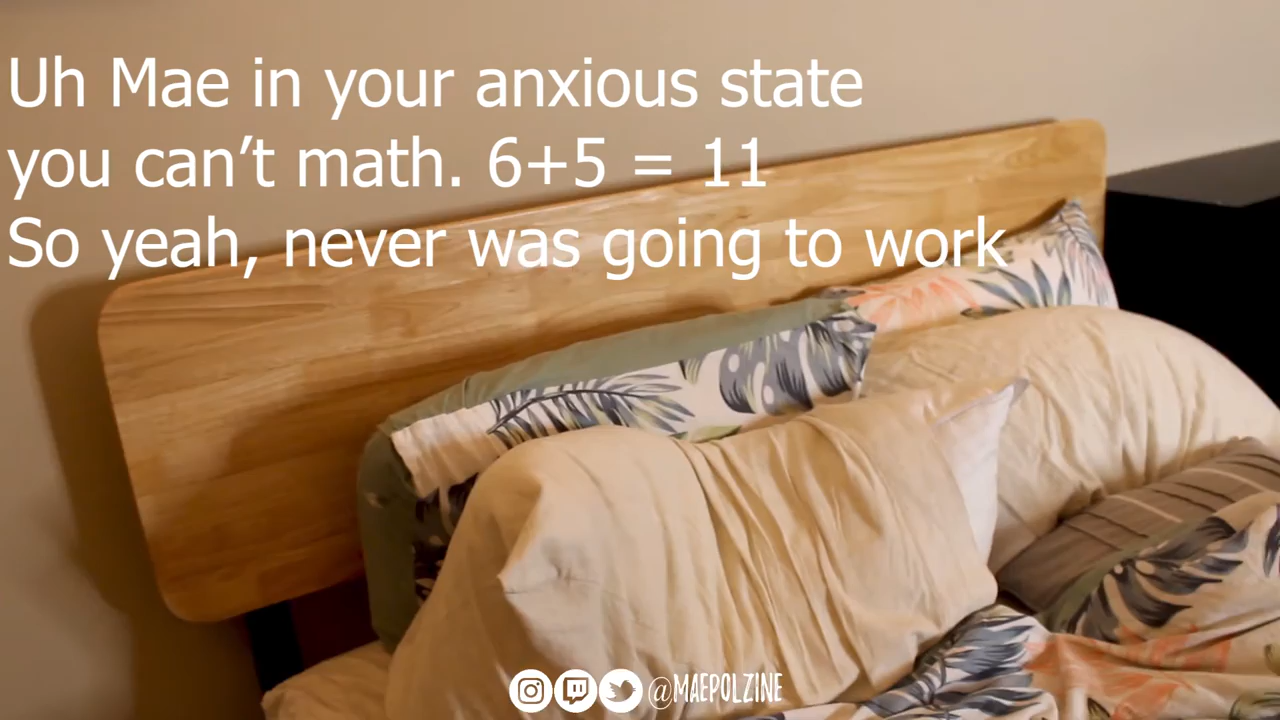 Uh Mae in your anxious state
you can’t math. 6+5 = 11
So yeah, never was going to work
@MAEPOLZINE